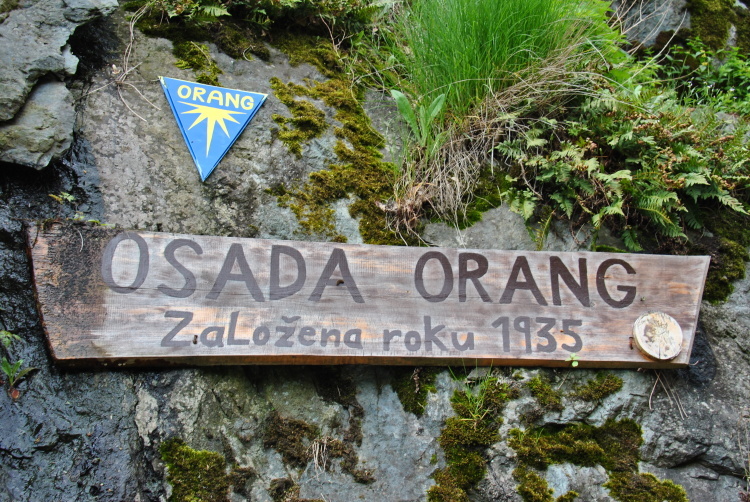 ORANG
OSADA ORANG
ZaLožena roku 1935